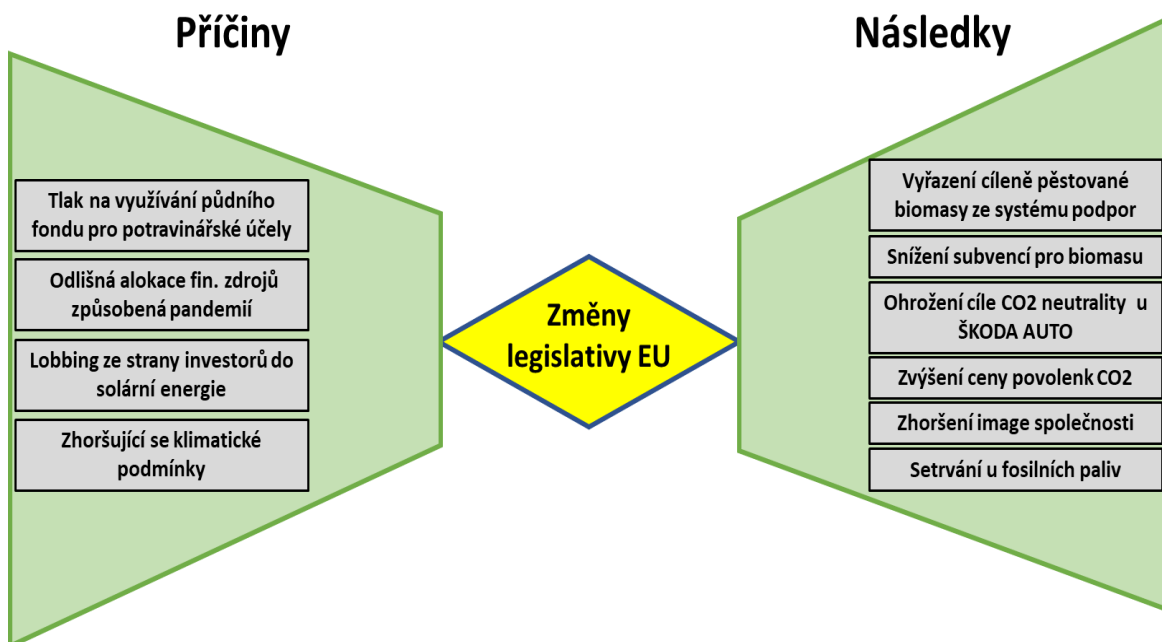 Příčiny
Následky
Tlak na využívání půdního
fondu pro potravinářské účely
Odlišná alokace fin. zdrojů
způsobená pandemií
Lobbing ze strany investorů do
solární energie
Zhoršující se klimatické
podmínky
Změny
legislativy EU
Vyřazení cíleně pěstované
biomasy ze systému podpor
Snížení subvencí pro biomasu
Ohrožení cíle CO2 neutrality u
ŠKODA AUTO
Zvýšení ceny povolenk CO2
Zhoršení image společnosti
Setrvání u fosilních paliv